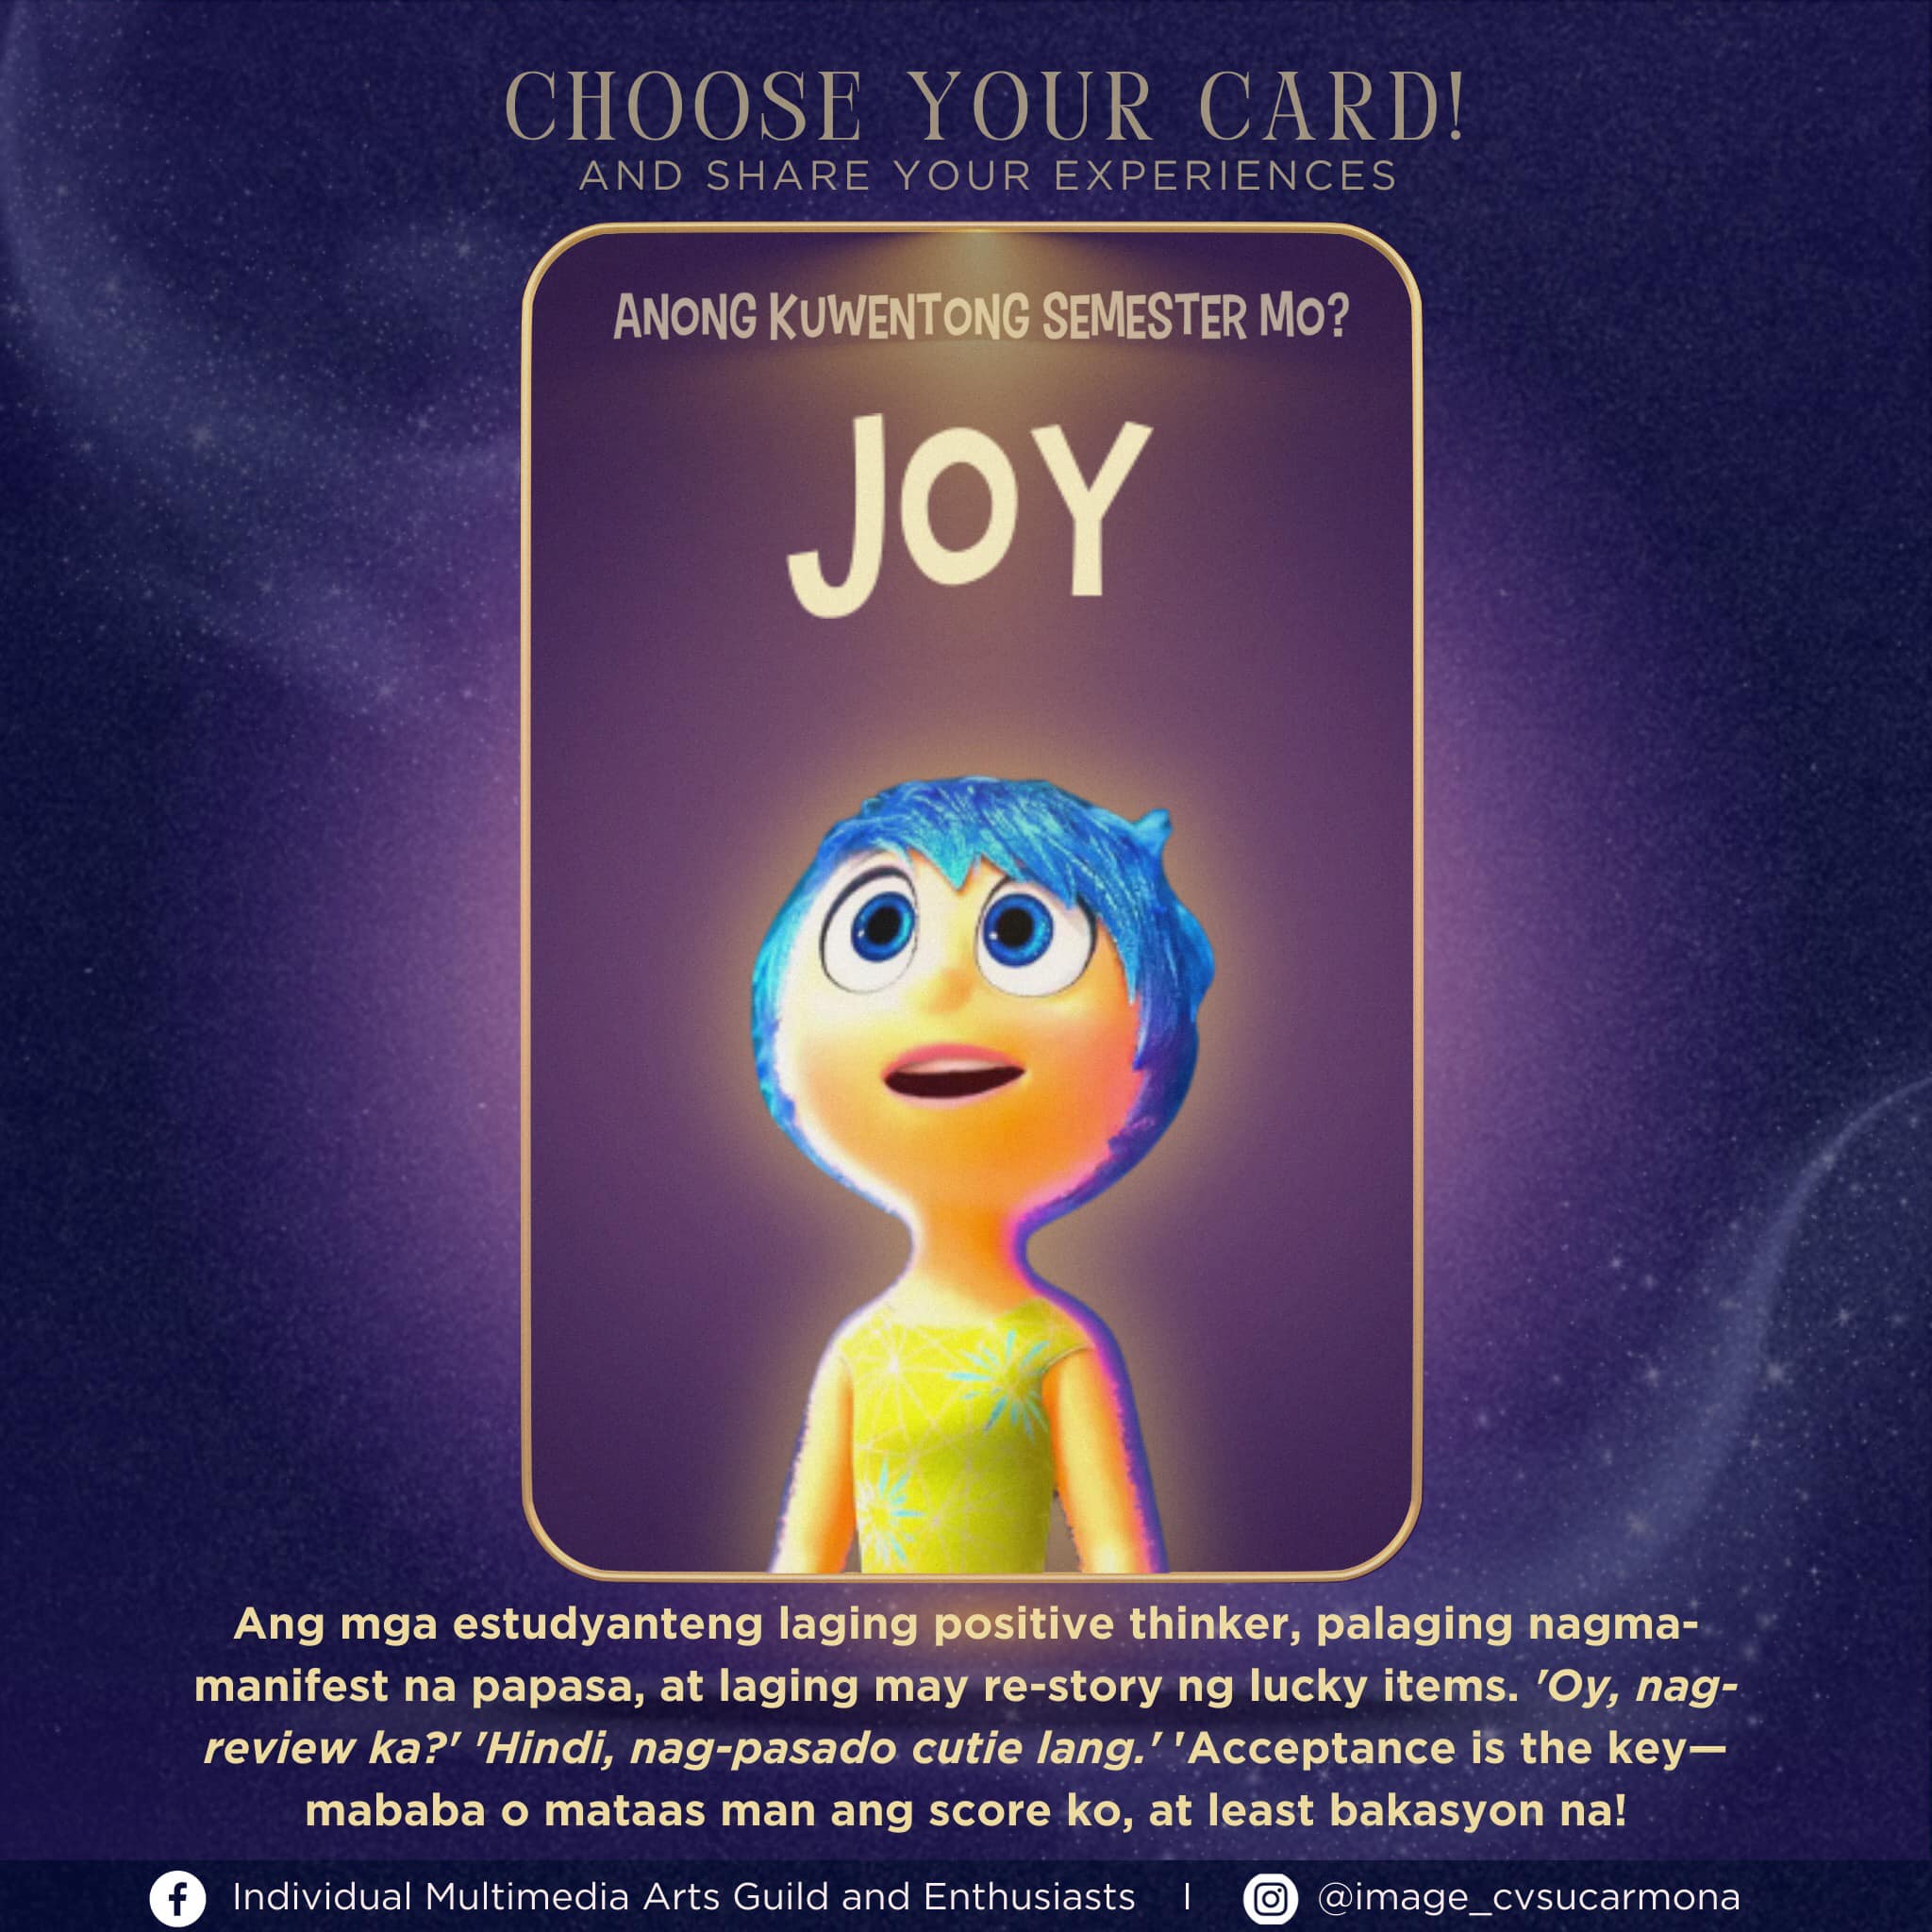 CHOOSE YOUR CARD!
AND SHARE YOUR EXPERIENCES
ANONG KUWENTONG SEMESTER MO?
JOY
Ang mga estudyanteng laging positive thinker, palaging nagma-
manifest na papasa, at laging may re-story ng lucky items. 'Oy, nag-
review ka?' 'Hindi, nag-pasado cutie lang.' 'Acceptance is the key—
mababa o mataas man ang score ko, at least bakasyon na!
Individual Multimedia Arts Guild and Enthusiasts | @image_cvsucarmona